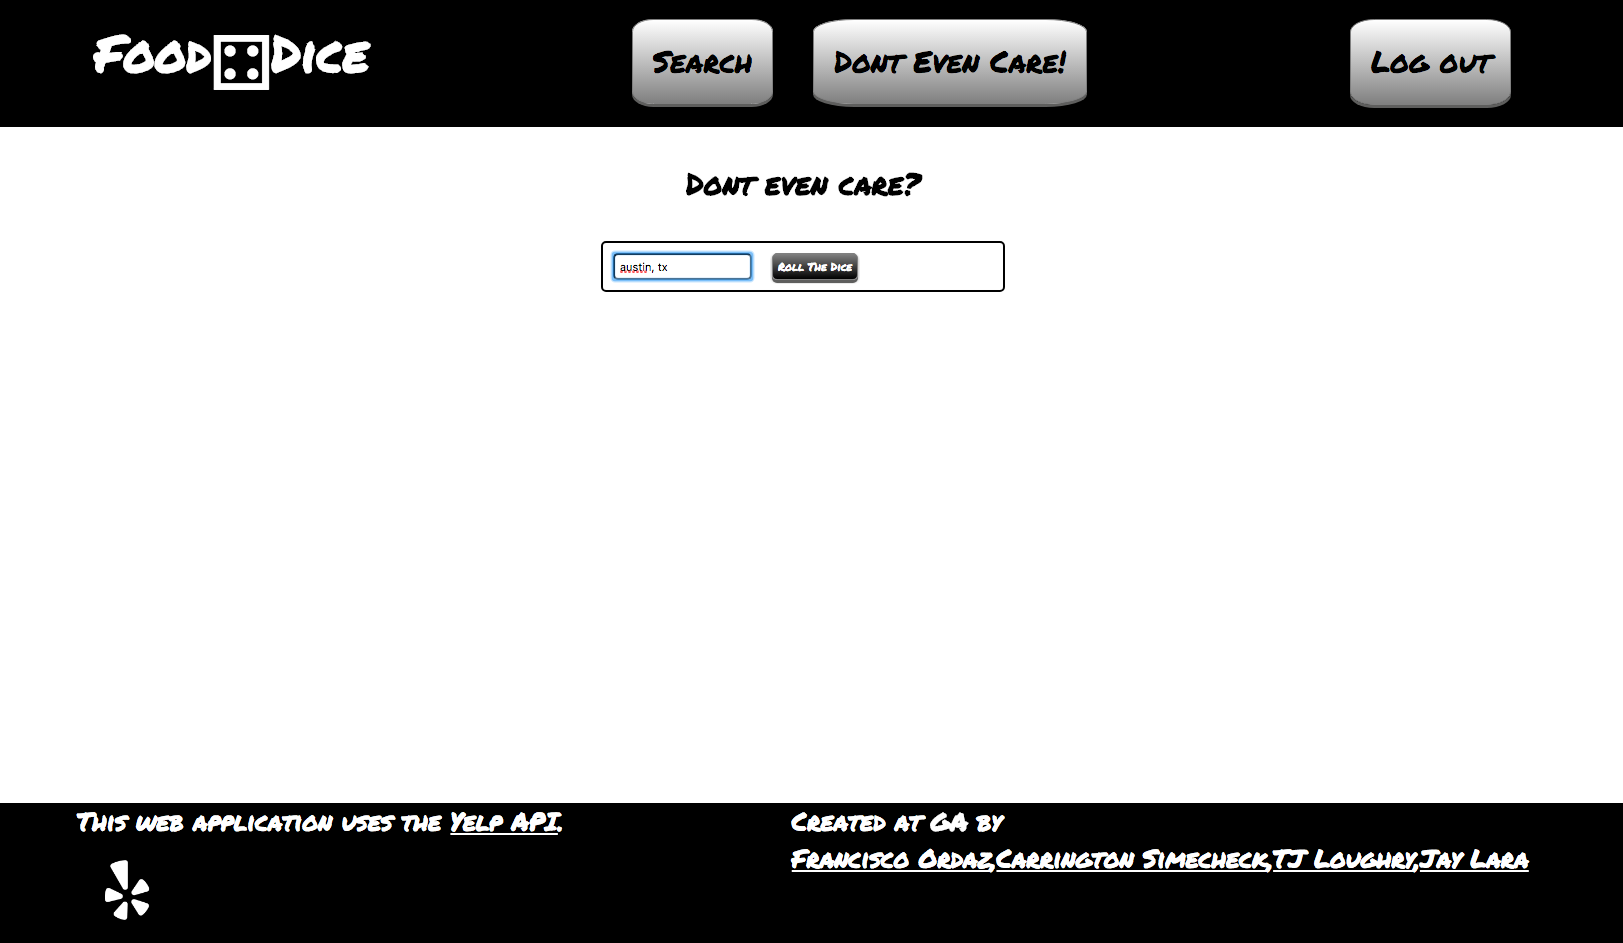 Food Dice
Search
Dont Even Care!
Log out
Dont even care?
austin, tx
Roll The Dice
This web application uses the Yelp API.
Created at GA by
Francisco Ordaz,Carrington Simecheck,TJ Loughry,Jay Lara